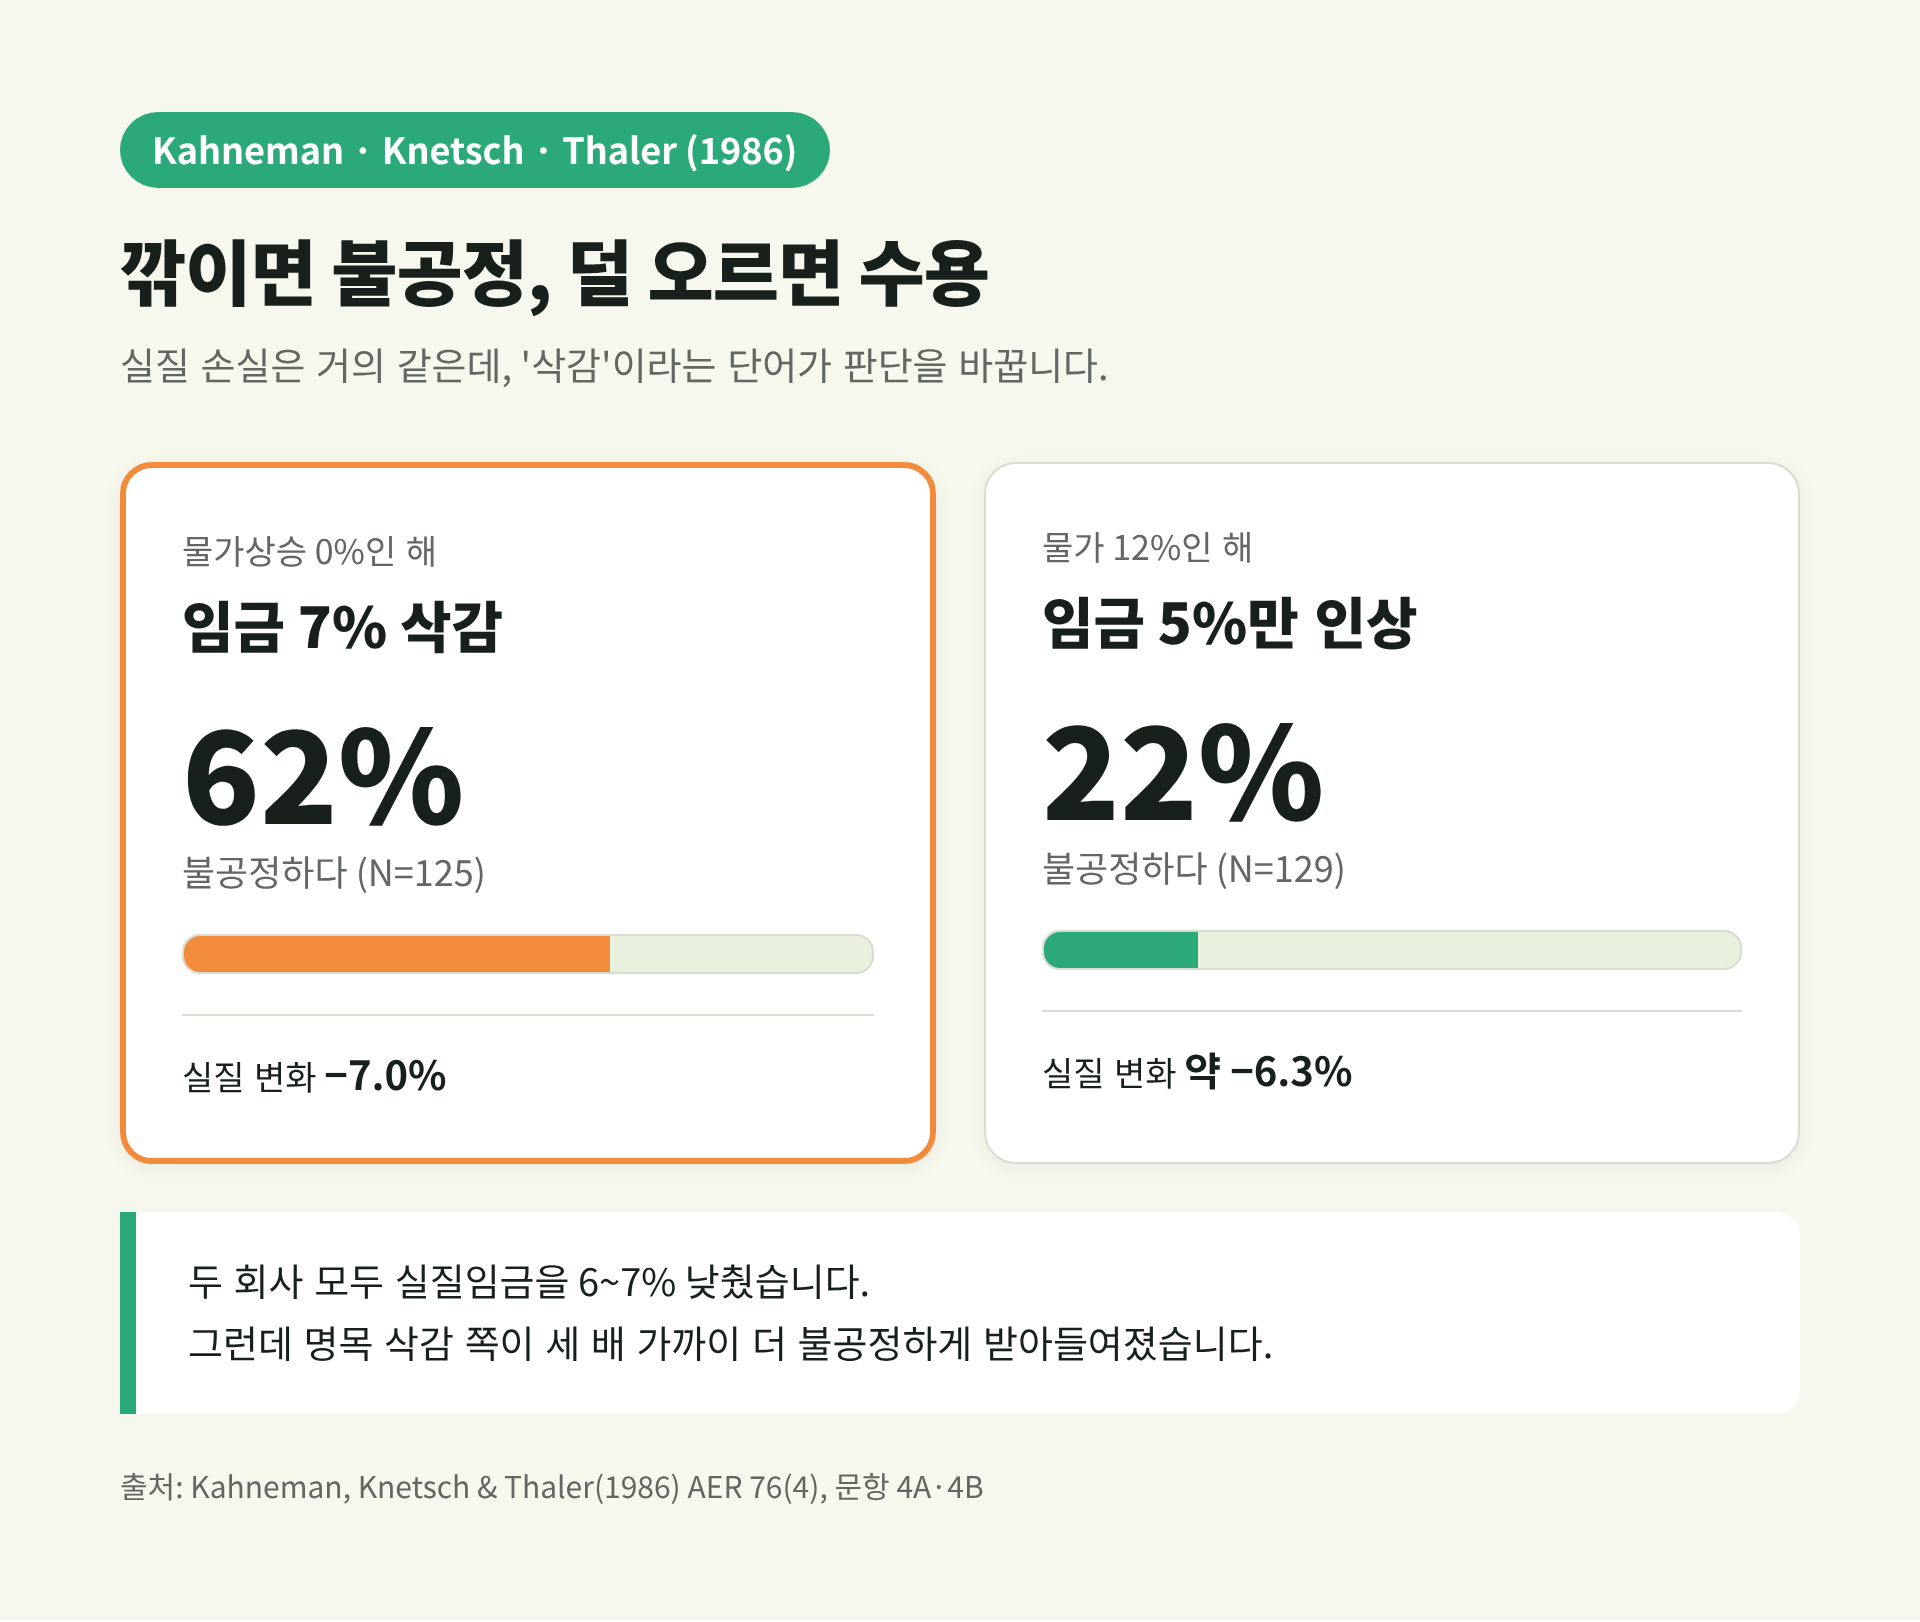 Kahneman · Knetsch · Thaler (1986)
깎이면 불공정, 덜 오르면 수용
실질 손실은 거의 같은데, '삭감'이라는 단어가 판단을 바꿉니다.
물가상승 0%인 해
임금 7% 삭감
62%
불공정하다 (N=125)
실질 변화 −7.0%
물가 12%인 해
임금 5%만 인상
22%
불공정하다 (N=129)
실질 변화 약 −6.3%
두 회사 모두 실질임금을 6~7% 낮췄습니다.
그런데 명목 삭감 쪽이 세 배 가까이 더 불공정하게 받아들여졌습니다.
출처: Kahneman, Knetsch & Thaler(1986) AER 76(4), 문항 4A·4B